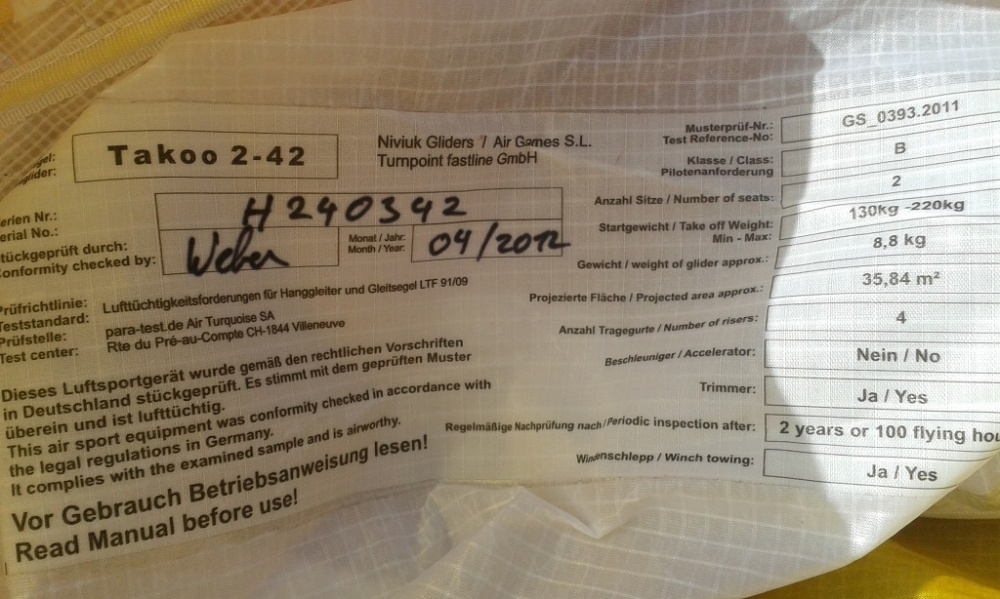 Takoo 2-42
Niviuk Gliders / Air Games S.L.
Turnpoint fastline GmbH
Serien Nr.:
Serial No.:
H240342
Stückgeprüft durch:
Conformity checked by:
Weber
Monat / Jahr:
Month / Year:
04/2012
Prüfrichtlinie:
Teststandard:
Lufttüchtigkeitsforderungen für Hanggleiter und Gleitsegel LTF 91/09
Prüfstelle:
Test center:
para-test.de Air Turquoise SA
Rte du Pré-au-Compte CH-1844 Villeneuve
Dieses Luftsportgerät wurde gemäß den rechtlichen Vorschriften
in Deutschland stückgeprüft. Es stimmt mit dem geprüften Muster
überein und ist lufttüchtig.
This air sport equipment was conformity checked in accordance with
the legal regulations in Germany.
It complies with the examined sample and is airworthy.
Vor Gebrauch Betriebsanweisung lesen!
Read Manual before use!
Musterprüf-Nr.:
Test Reference-No:
GS_0393.2011
Klasse / Class:
Pilotenanforderung
B
Anzahl Sitze / Number of seats:
2
Startgewicht / Take off Weight:
Min - Max:
130kg -220kg
Gewicht / weight of glider approx.:
8,8 kg
Projezierte Fläche / Projected area approx.:
35,84 m²
Anzahl Tragegurte / Number of risers:
4
Beschleuniger / Accelerator:
Nein / No
Trimmer:
Ja / Yes
Regelmäßige Nachprüfung nach / Periodic inspection after:
2 years or 100 flying hou
Windenschlepp / Winch towing:
Ja / Yes